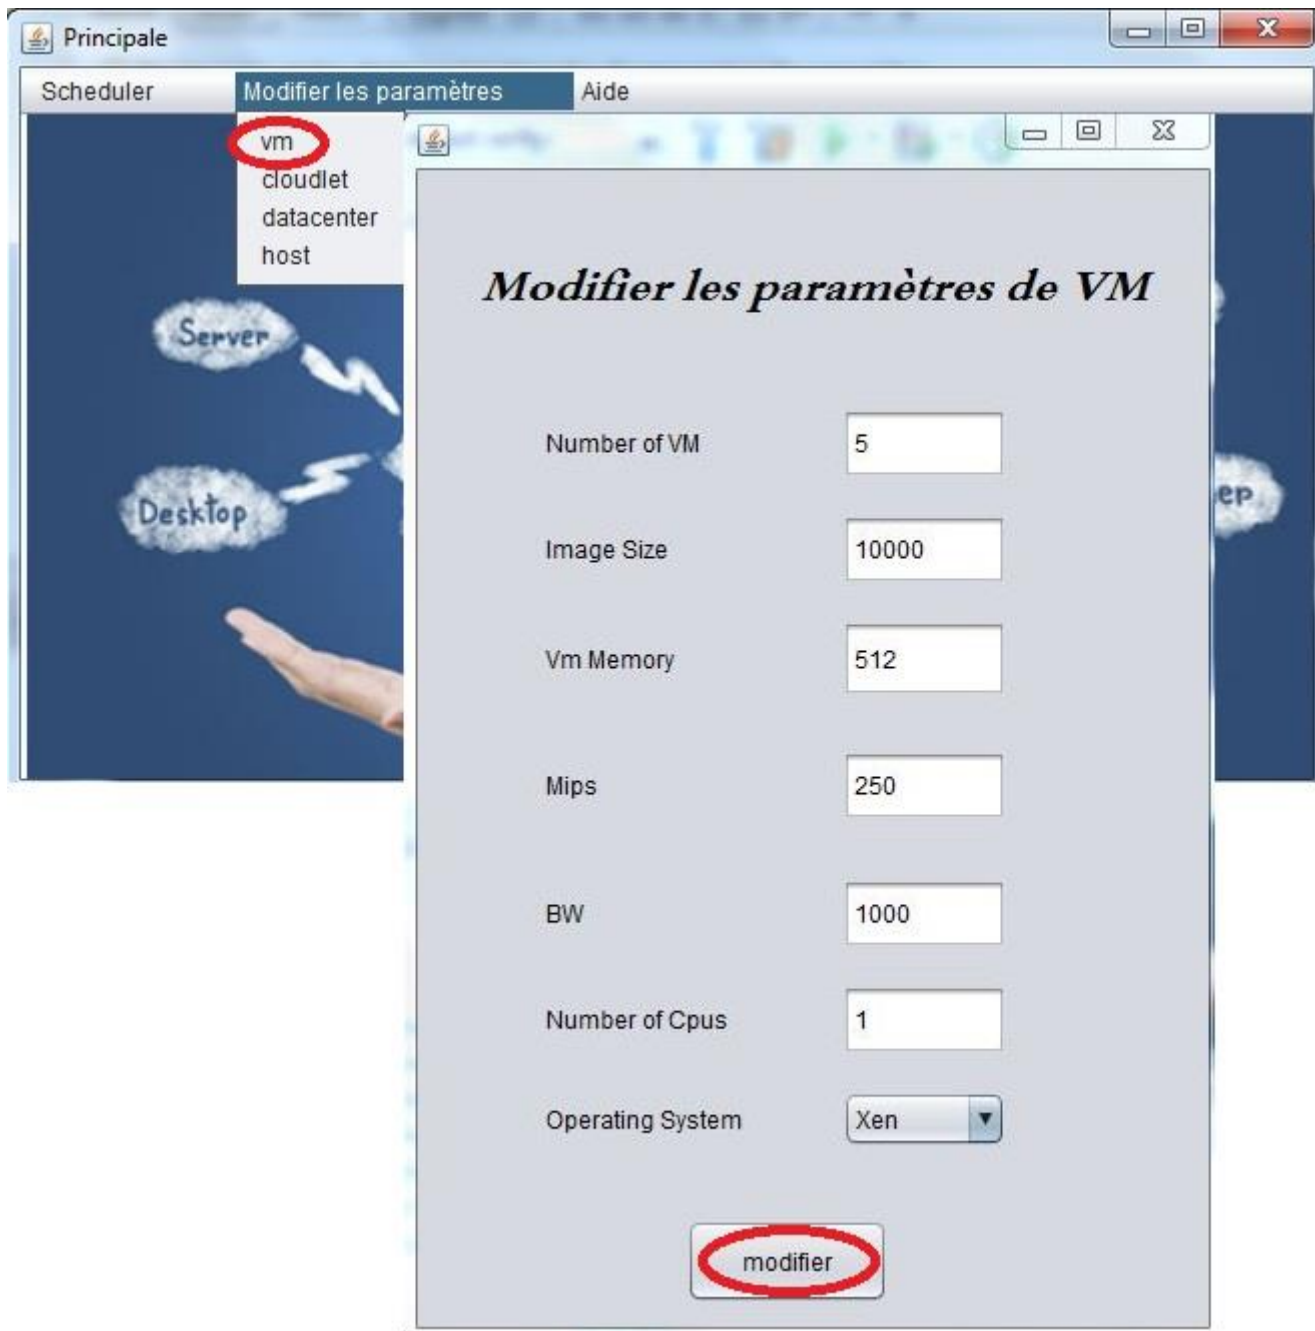 Principale
Scheduler Modifier les paramètres Aide
vm
cloudlet
datacenter
host
Server
Desktop
Modifier les paramètres de VM
Number of VM 5
Image Size 10000
Vm Memory 512
Mips 250
BW 1000
Number of Cpus 1
Operating System Xen
modifier